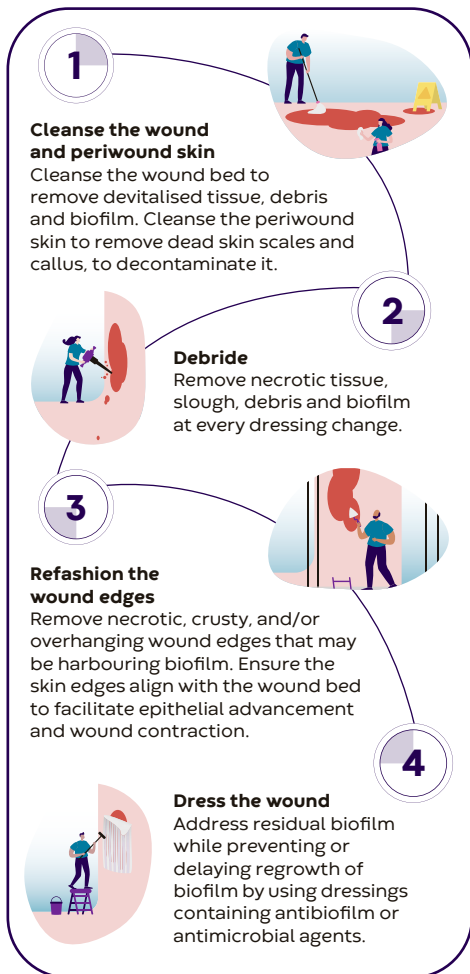 1
Cleanse the wound
and periwound skin
Cleanse the wound bed to
remove devitalised tissue, debris
and biofilm. Cleanse the periwound
skin to remove dead skin scales and
callus, to decontaminate it.
2
Debride
Remove necrotic tissue,
slough, debris and biofilm
at every dressing change.
3
Refashion the
wound edges
Remove necrotic, crusty, and/or
overhanging wound edges that may
be harbouring biofilm. Ensure the
skin edges align with the wound bed
to facilitate epithelial advancement
and wound contraction.
4
Dress the wound
Address residual biofilm
while preventing or
delaying regrowth of
biofilm by using dressings
containing antibiofilm or
antimicrobial agents.